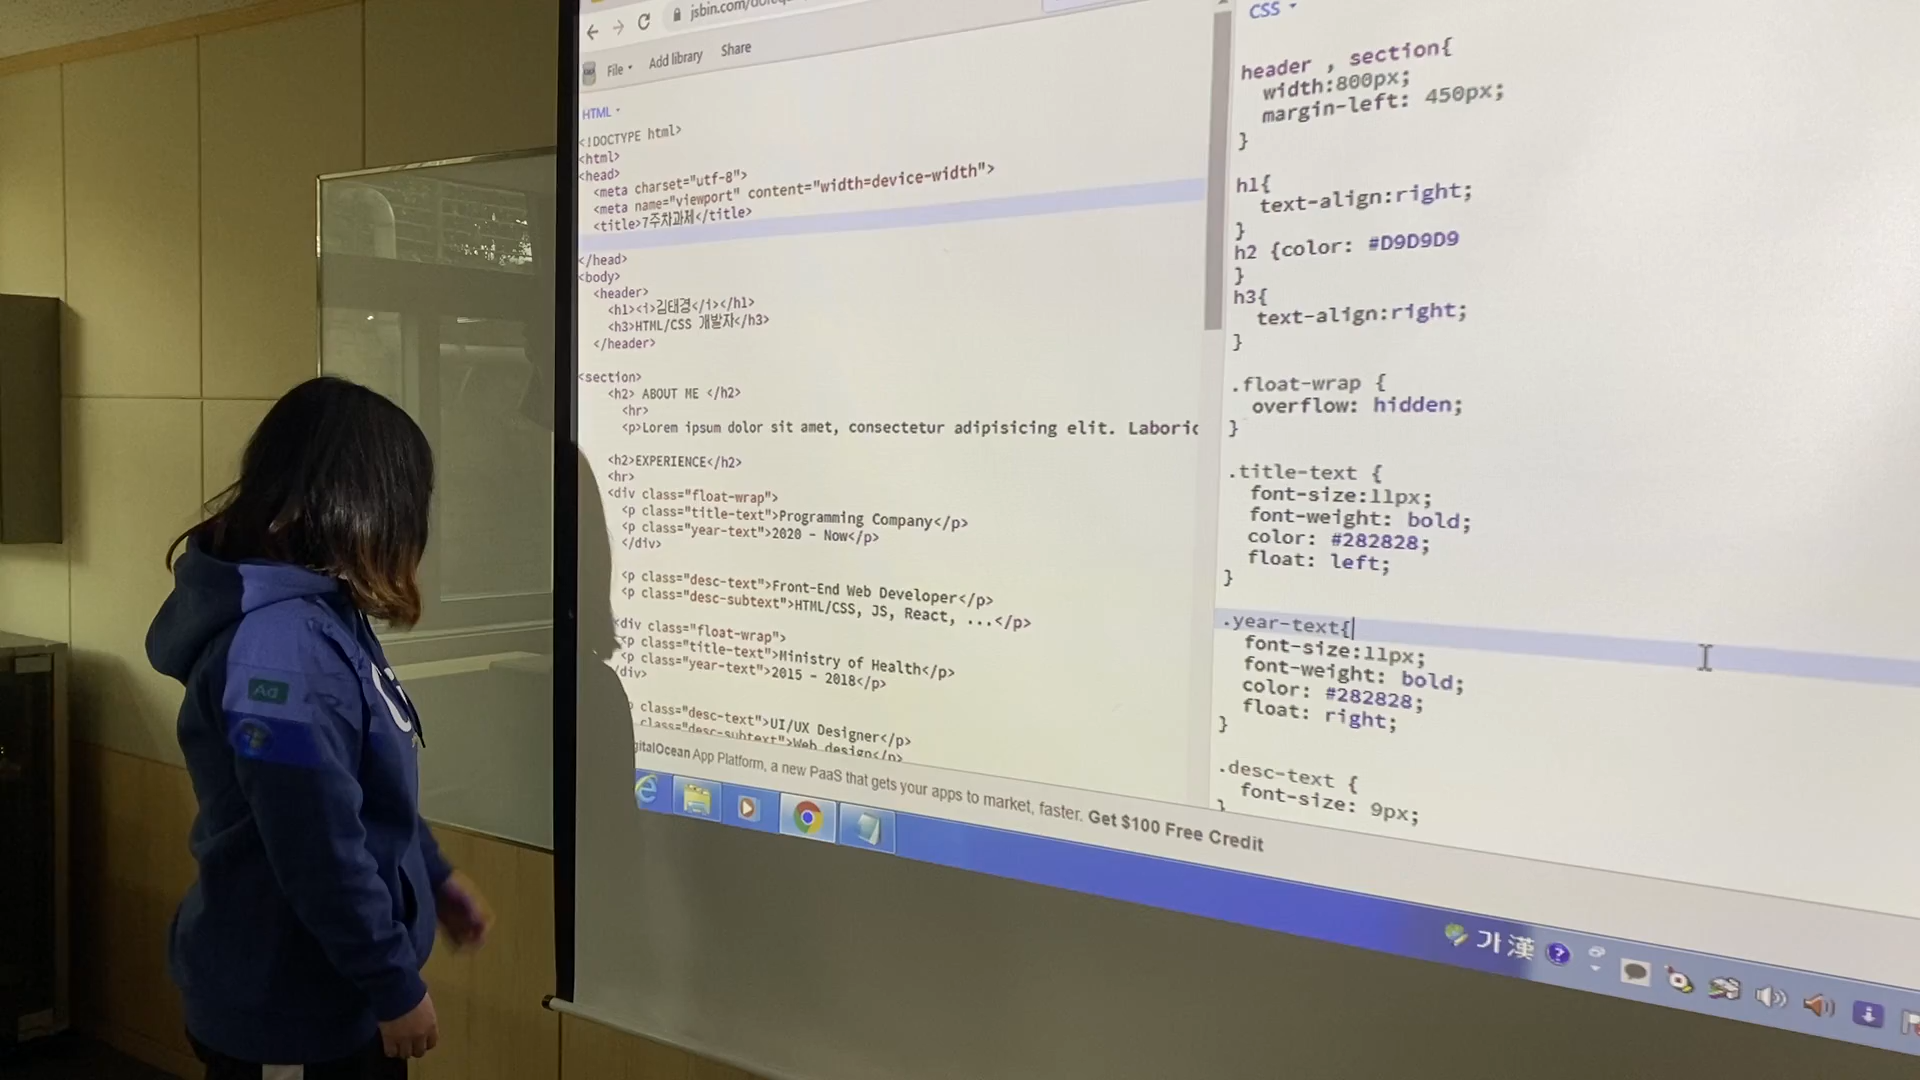 jsbin.com/
File
Add library
Share
HTML
<!DOCTYPE html>
<html>
<head>
<meta charset="utf-8">
<meta name="viewport" content="width=device-width">
<title>7주차과제</title>
</head>
<body>
<header>
<h1><i>김태경</i></h1>
<h3>HTML/CSS 개발자</h3>
</header>
<section>
<h2> ABOUT ME </h2>
<hr>
<p>Lorem ipsum dolor sit amet, consectetur adipisicing elit. Laboric
<h2>EXPERIENCE</h2>
<hr>
<div class="float-wrap">
<p class="title-text">Programming Company</p>
<p class="year-text">2020 - Now</p>
</div>
<p class="desc-text">Front-End Web Developer</p>
<p class="desc-subtext">HTML/CSS, JS, React, ...</p>
<div class="float-wrap">
<p class="title-text">Ministry of Health</p>
<p class="year-text">2015 - 2018</p>
/div>
class="desc-text">UI/UX Designer</p>
class="desc-subtext">Web design</p>
gitalOcean App Platform, a new PaaS that gets your apps to market, faster. Get $100 Free Credit
CSS
header , section{
width:800px;
margin-left: 450px;
}
h1{
text-align:right;
}
h2 {color: #D9D9D9
}
h3{
text-align:right;
}
.float-wrap {
overflow: hidden;
}
.title-text {
font-size:11px;
font-weight: bold;
color: #282828;
float: left;
}
.year-text{
font-size:11px;
font-weight: bold;
color: #282828;
float: right;
}
.desc-text {
font-size: 9px;
}
가 漢
Ad